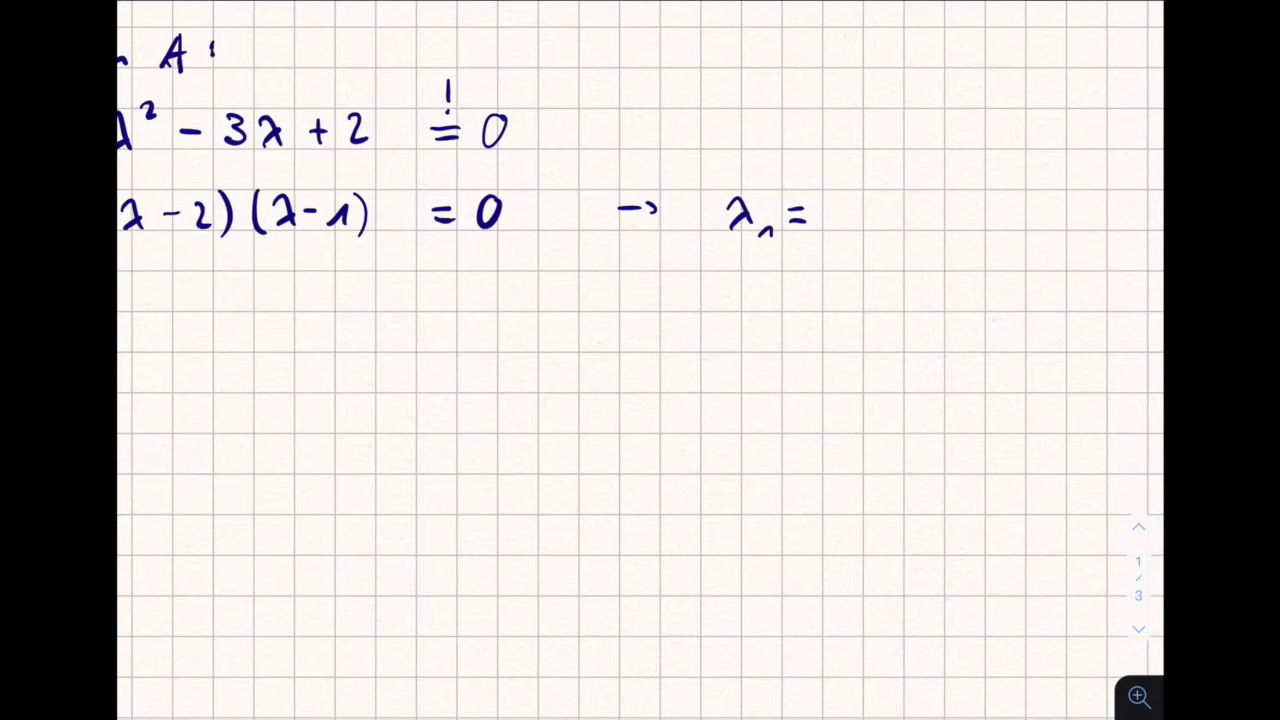 A:
λ² - 3λ + 2 =! 0
λ - 2) (λ - 1) = 0 → λ₁ =
1
/
3